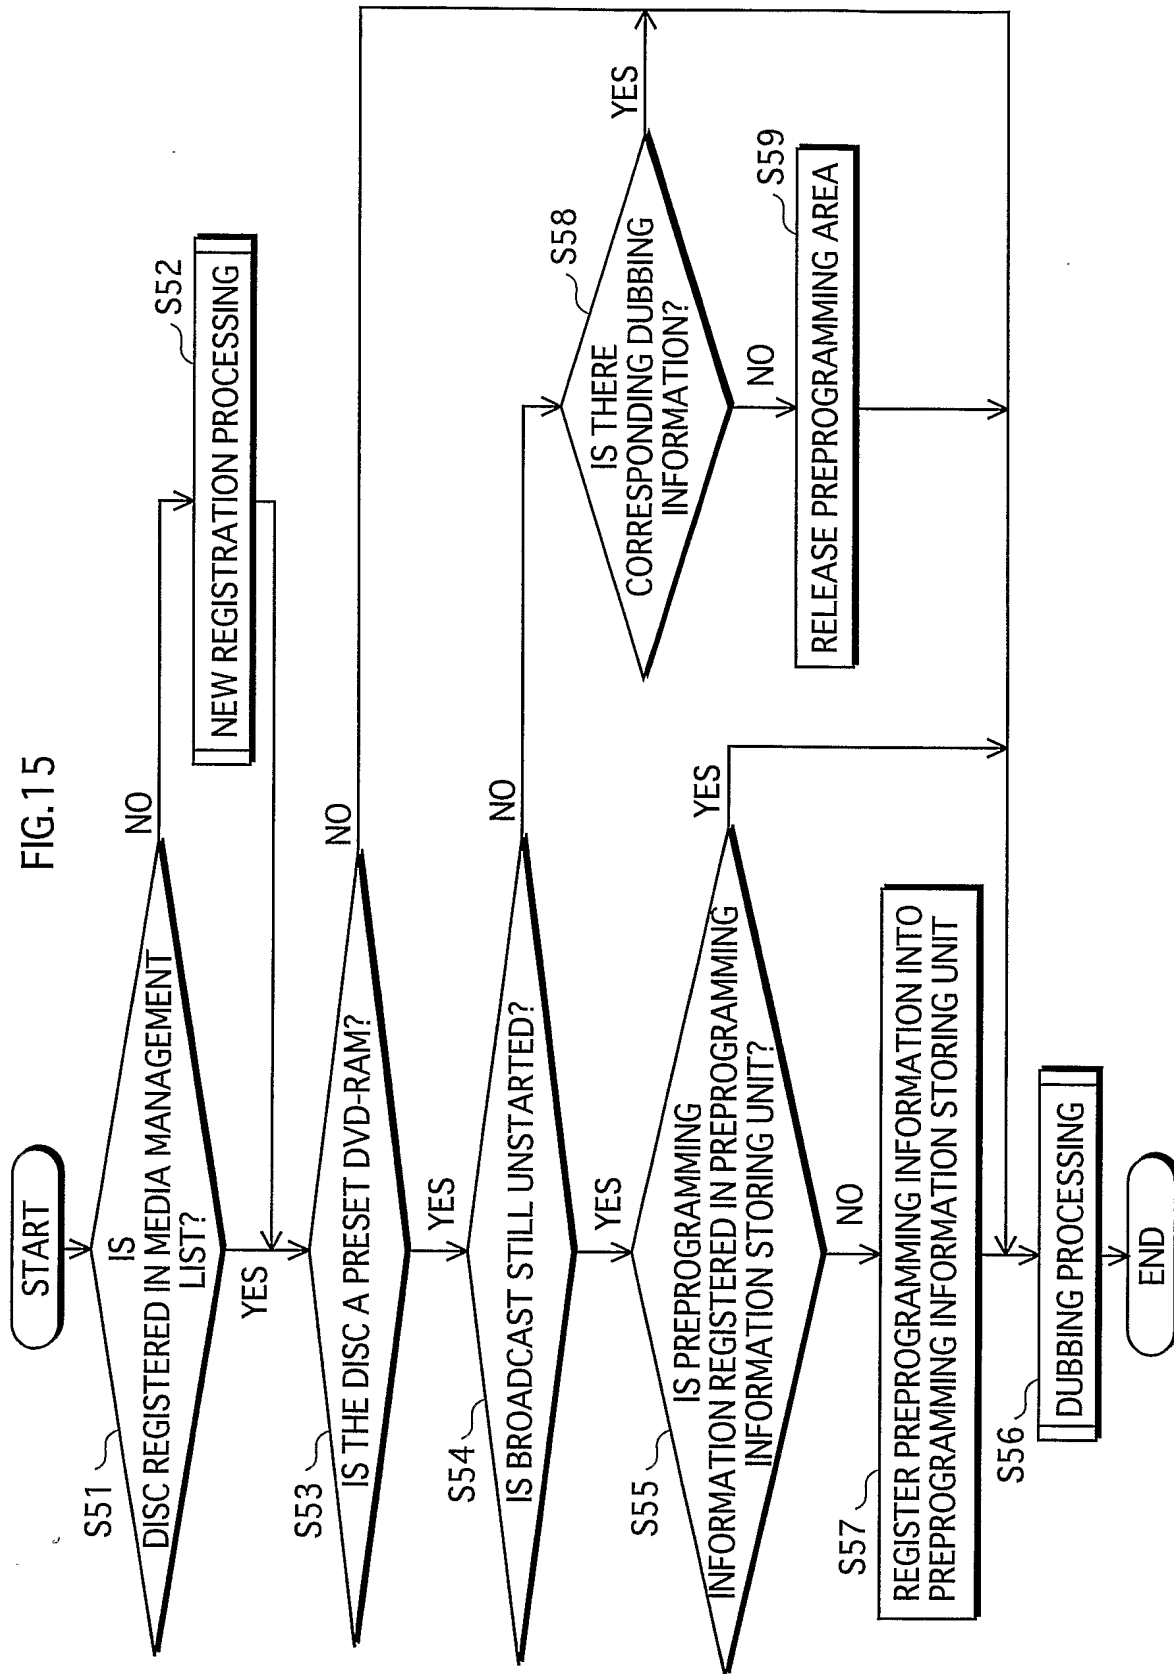 FIG.15
START
S51
IS
DISC REGISTERED IN MEDIA MANAGEMENT
LIST?
NO
YES
S52
NEW REGISTRATION PROCESSING
S53
IS THE DISC A PRESET DVD-RAM?
NO
YES
S54
IS BROADCAST STILL UNSTARTED?
NO
YES
S55
IS PREPROGRAMMING
INFORMATION REGISTERED IN PREPROGRAMMING
INFORMATION STORING UNIT?
YES
NO
S58
IS THERE
CORRESPONDING DUBBING
INFORMATION?
YES
NO
S59
RELEASE PREPROGRAMMING AREA
S57
REGISTER PREPROGRAMMING INFORMATION INTO
PREPROGRAMMING INFORMATION STORING UNIT
S56
DUBBING PROCESSING
END